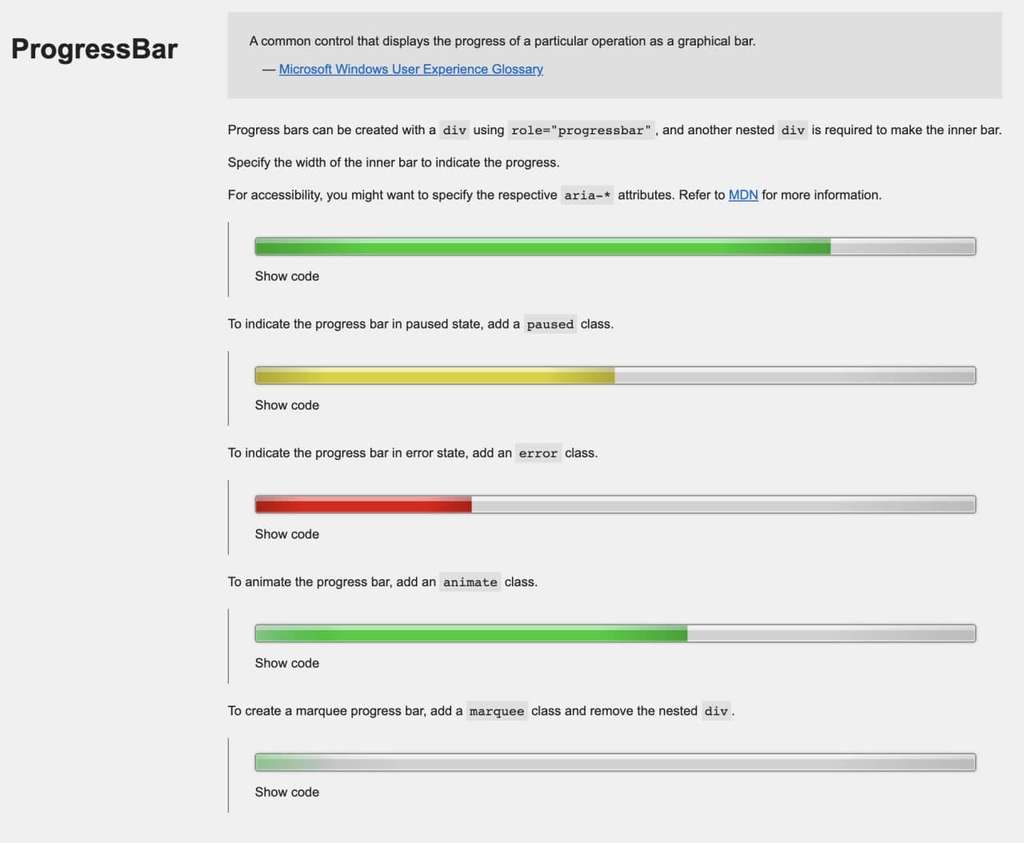 ProgressBar
A common control that displays the progress of a particular operation as a graphical bar.
— Microsoft Windows User Experience Glossary
Progress bars can be created with a div using role="progressbar", and another nested div is required to make the inner bar.
Specify the width of the inner bar to indicate the progress.
For accessibility, you might want to specify the respective aria-* attributes. Refer to MDN for more information.
Show code
To indicate the progress bar in paused state, add a paused class.
Show code
To indicate the progress bar in error state, add an error class.
Show code
To animate the progress bar, add an animate class.
Show code
To create a marquee progress bar, add a marquee class and remove the nested div.
Show code